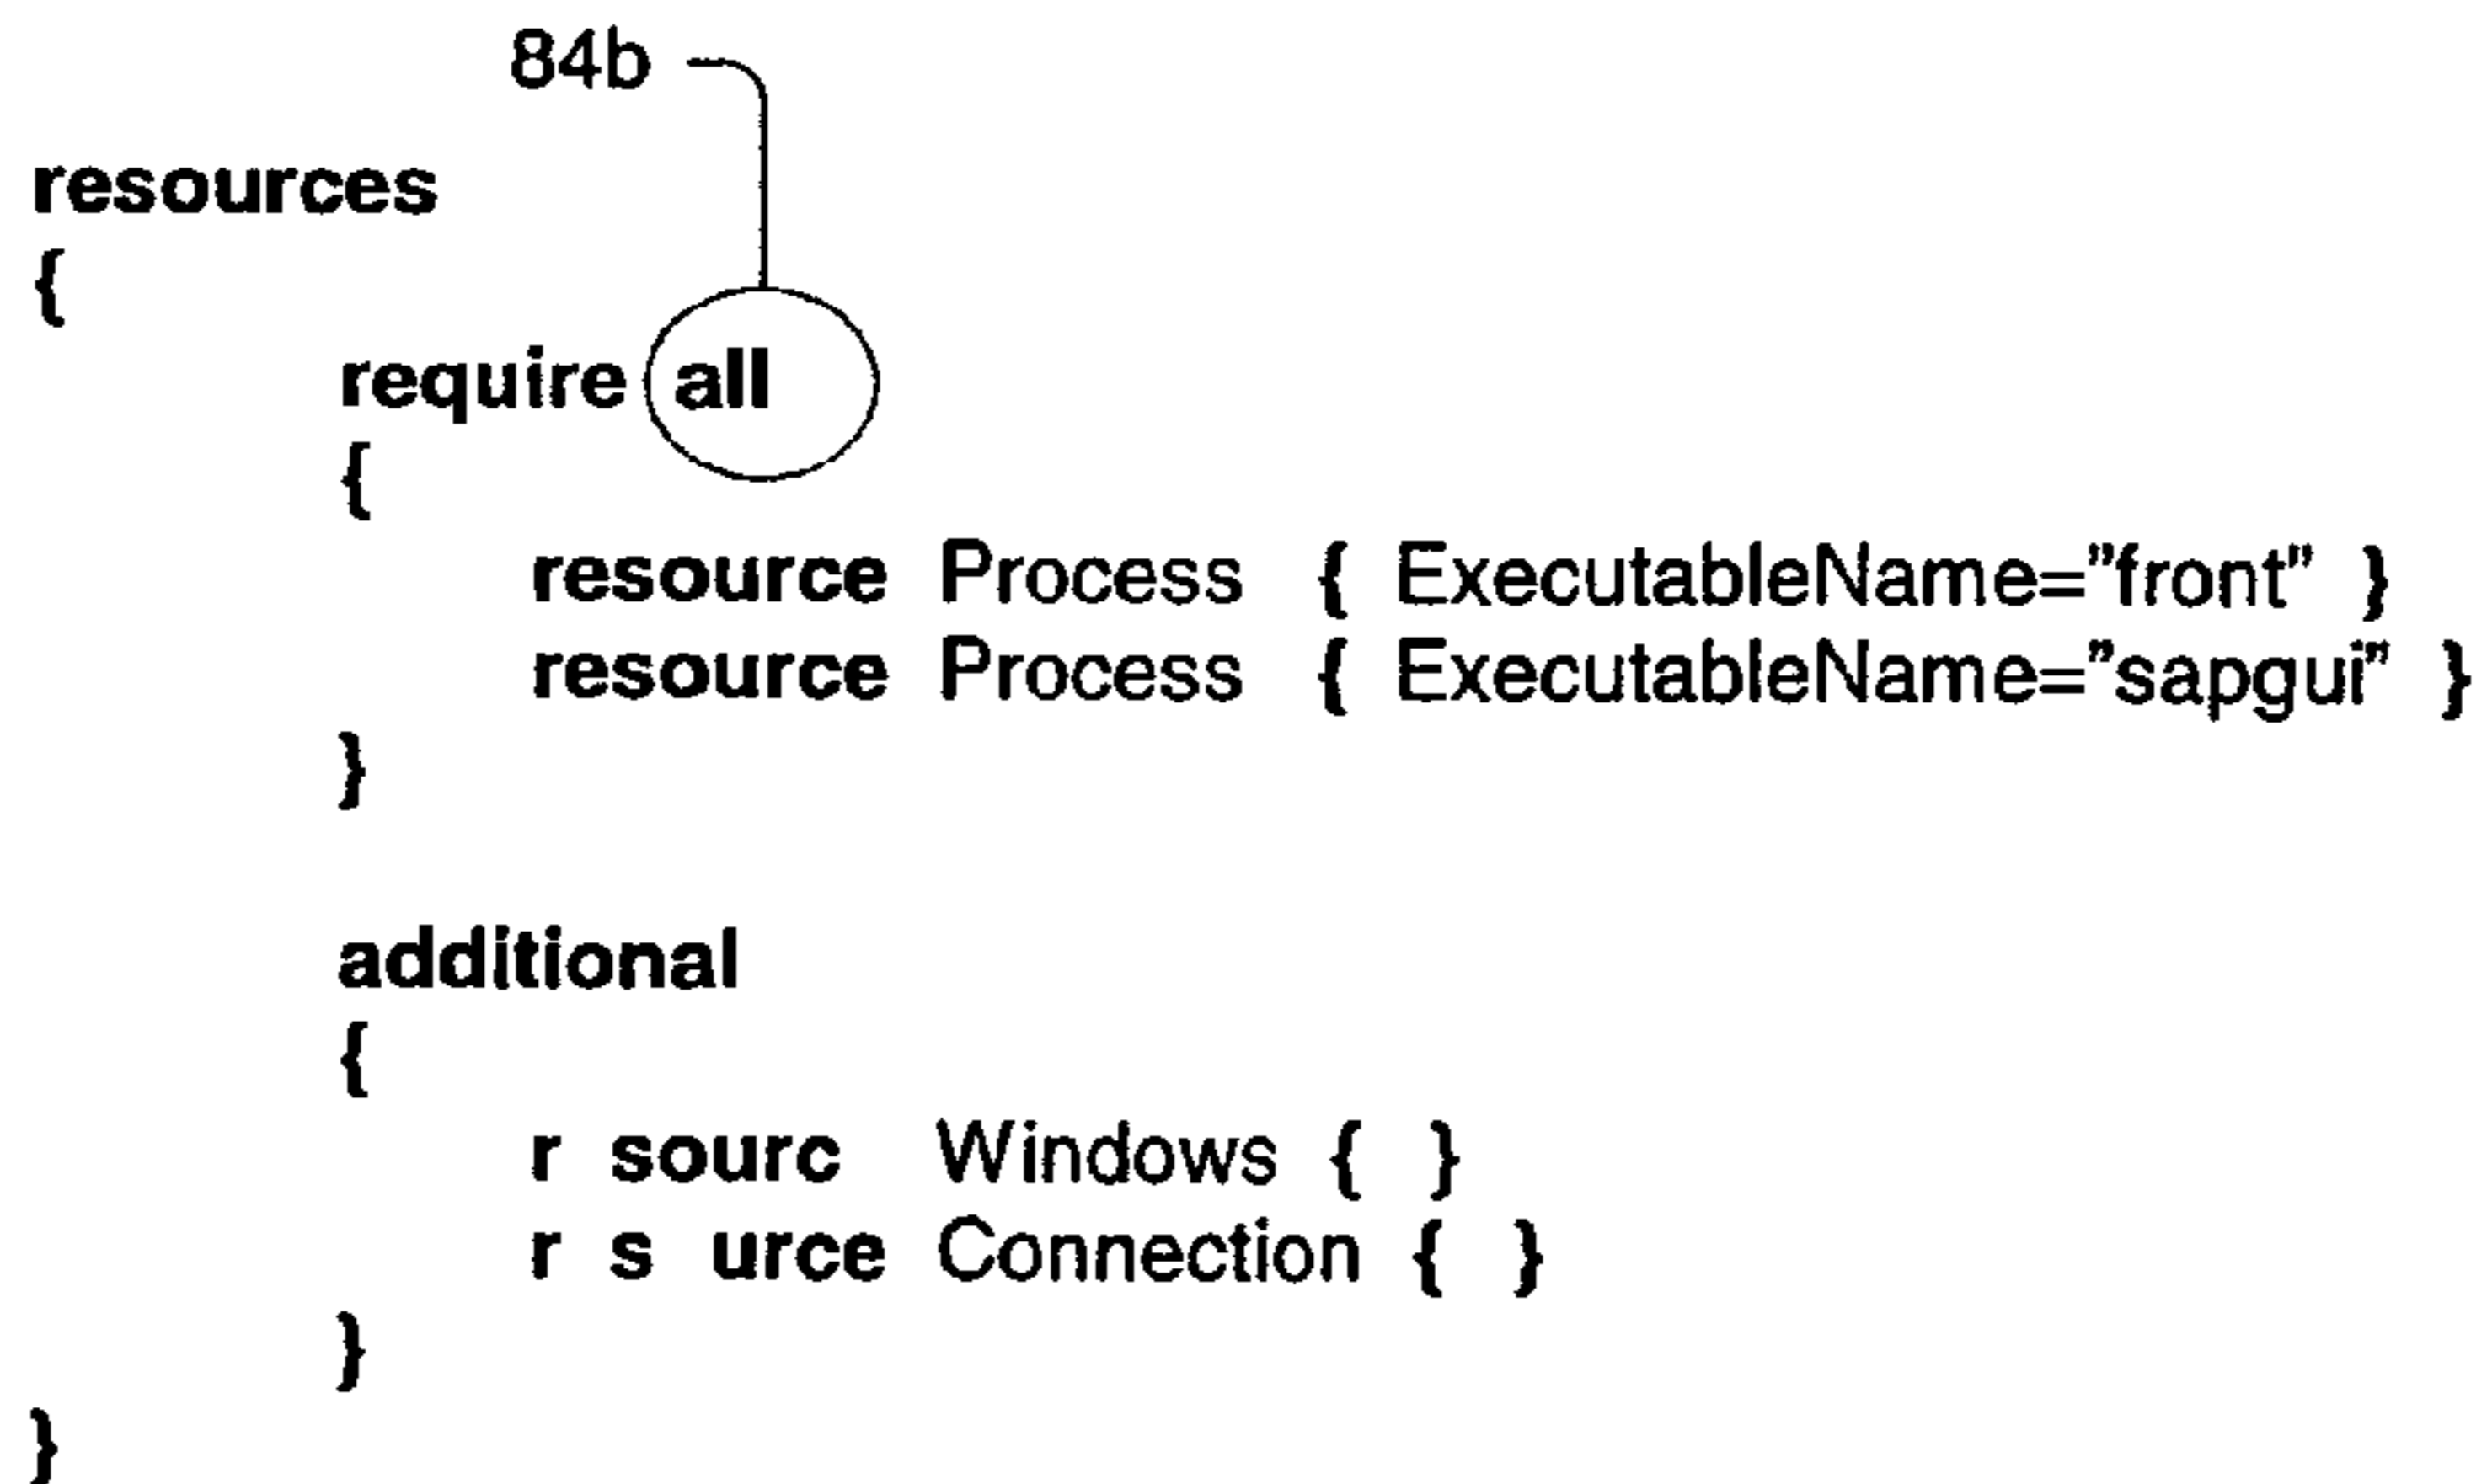 84b
resources
{
require all
{
resource Process { ExecutableName="front" }
resource Process { ExecutableName="sapgui" }
}
additional
{
r sourc Windows { }
r s urce Connection { }
}
}